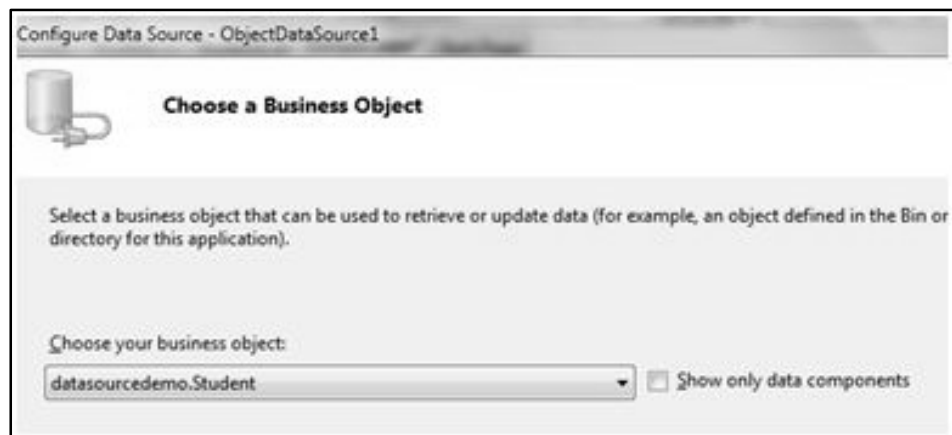 Configure Data Source - ObjectDataSource1
Choose a Business Object
Select a business object that can be used to retrieve or update data (for example, an object defined in the Bin or
directory for this application).
Choose your business object:
datasourcedemo.Student
Show only data components